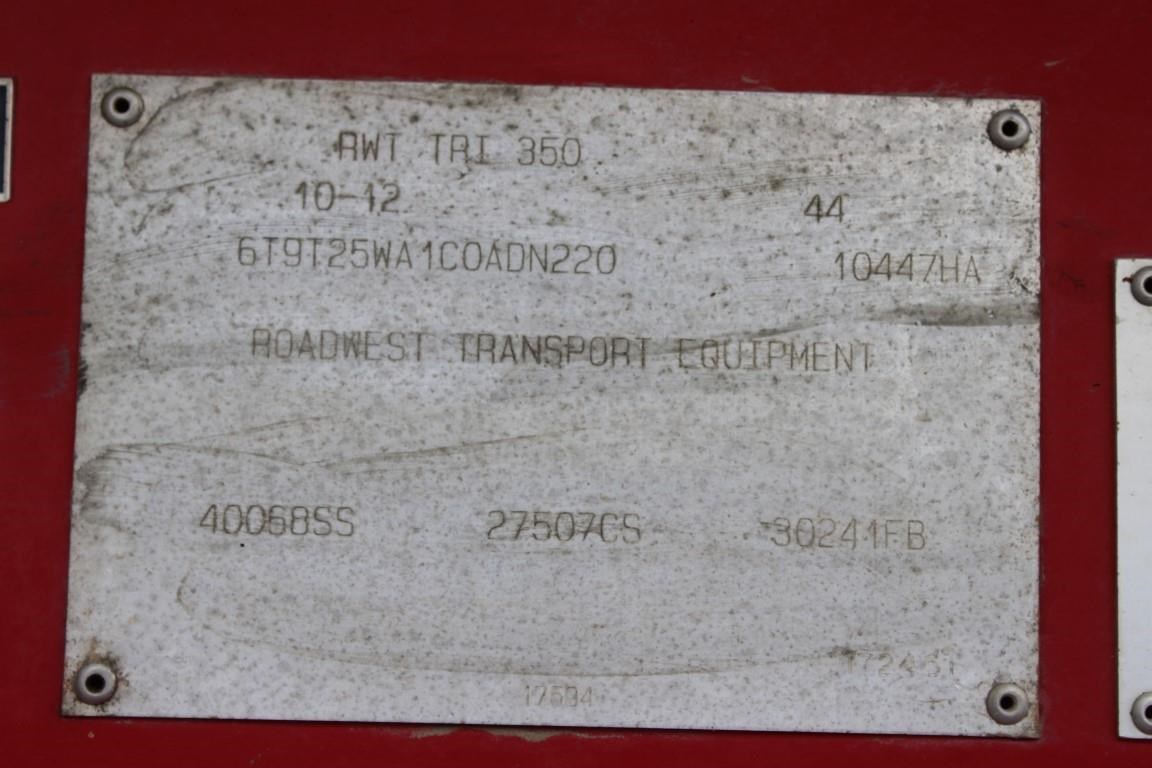 RWT TRI 350
10-12 44
6T9T25WA1C0ADN220 10447HA
ROADWEST TRANSPORT EQUIPMENT
40068SS 27507CS 30241FB
17594